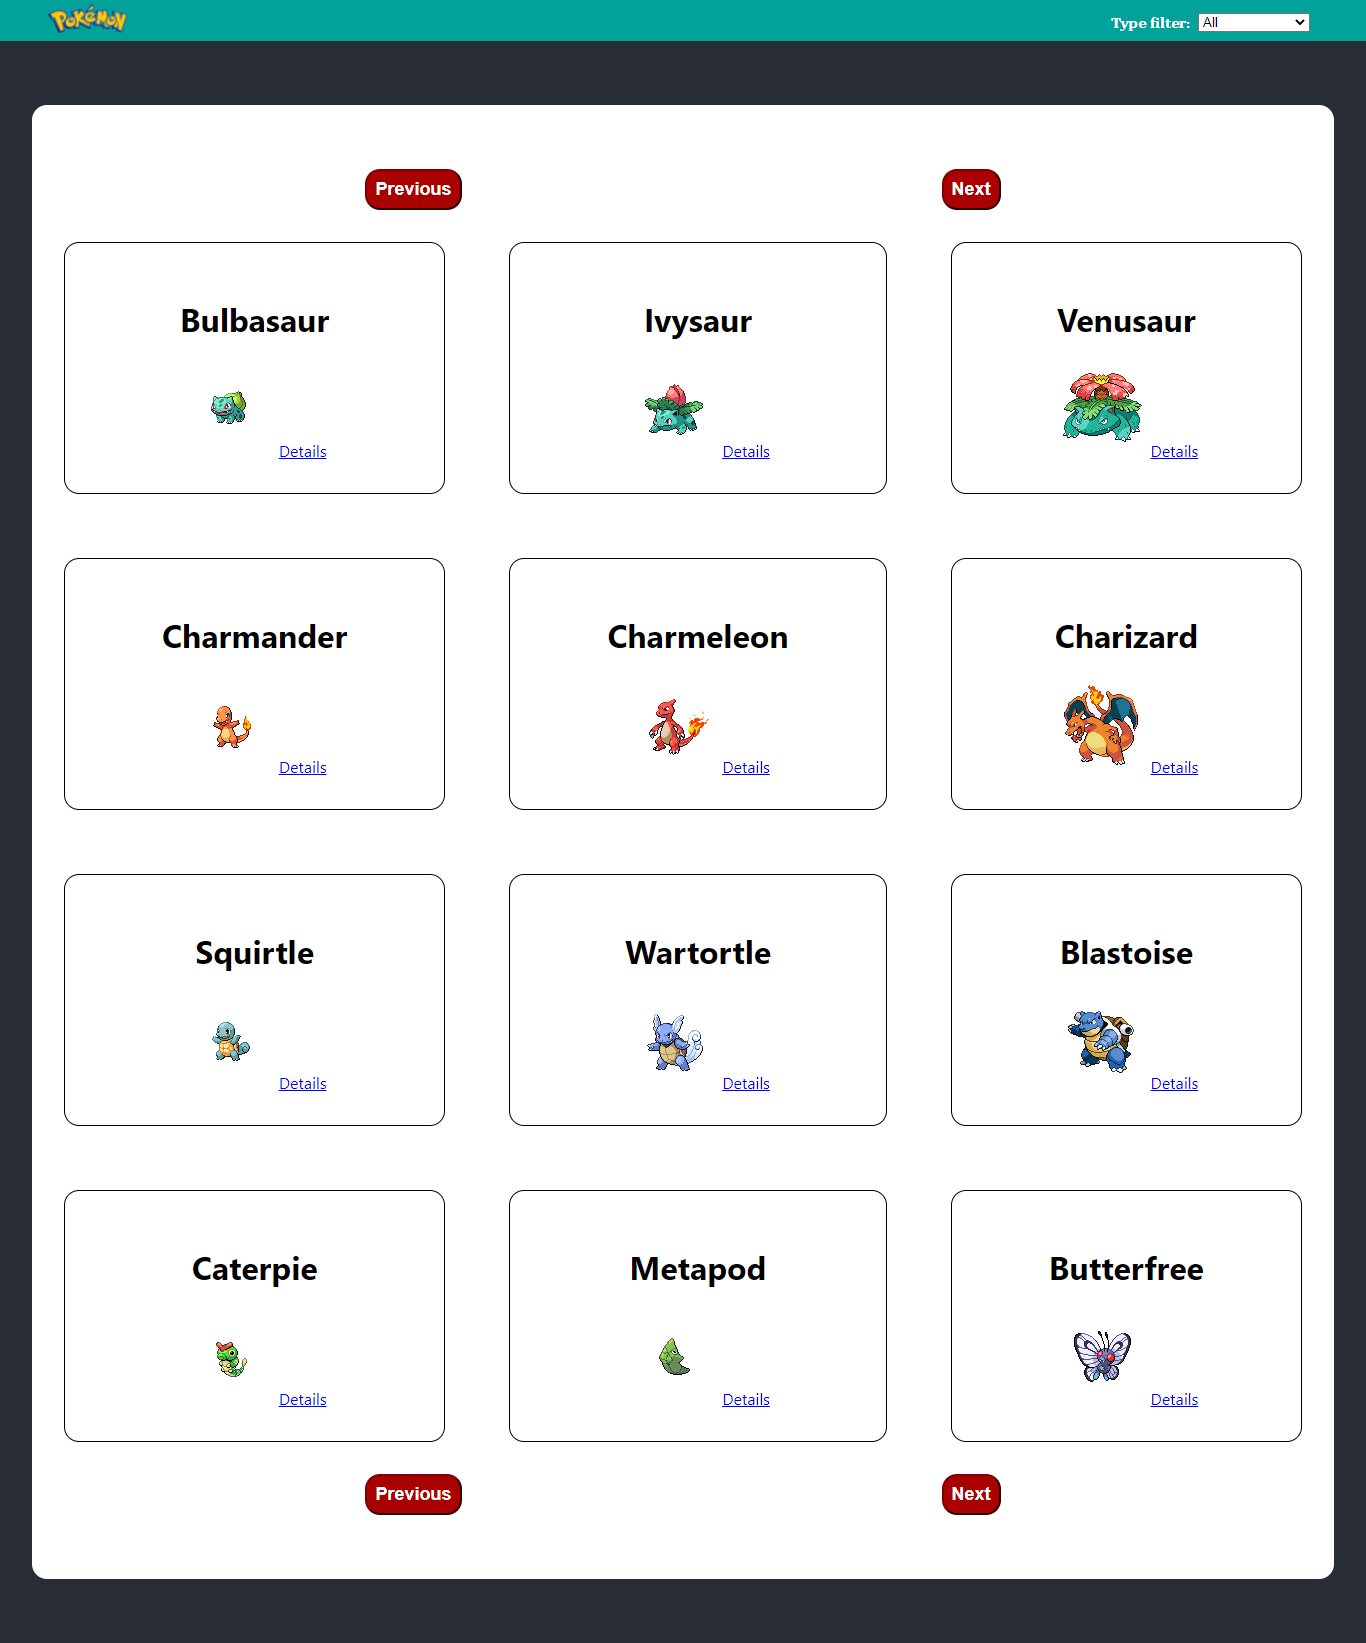 POKéMON
Type filter: All
Previous Next
Bulbasaur Ivysaur Venusaur
Details Details Details
Charmander Charmeleon Charizard
Details Details Details
Squirtle Wartortle Blastoise
Details Details Details
Caterpie Metapod Butterfree
Details Details Details
Previous Next